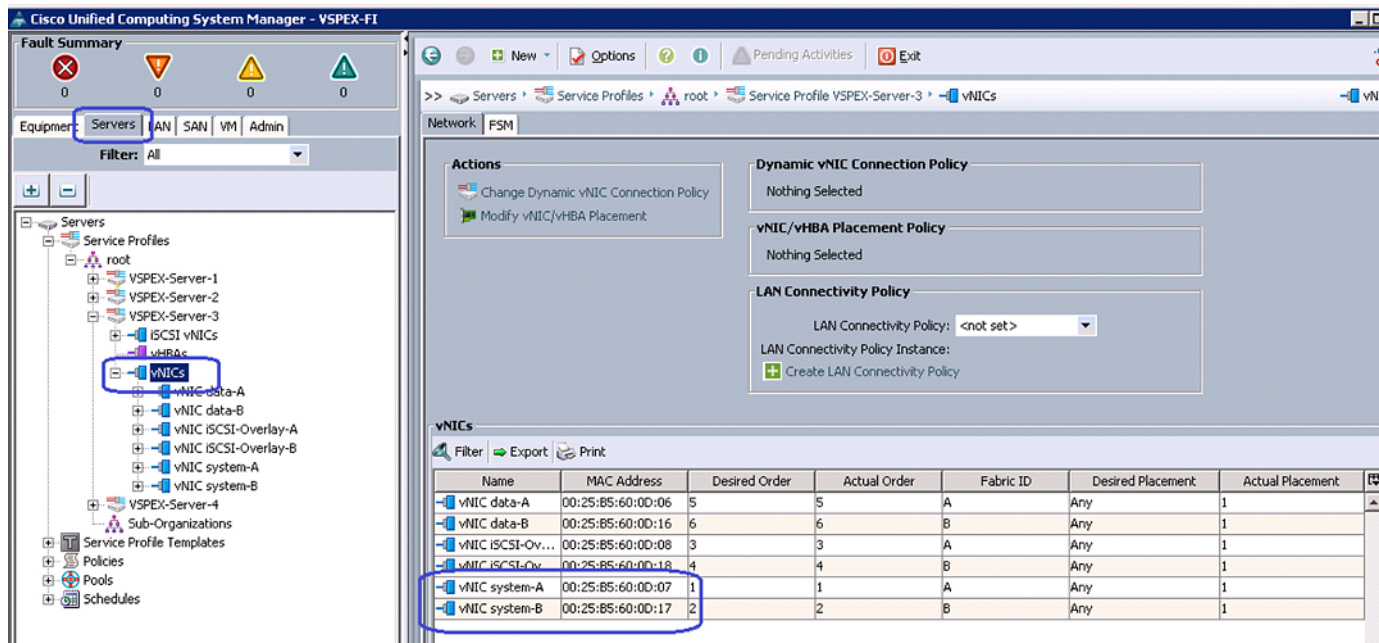 Cisco Unified Computing System Manager - VSPEX-FI
Fault Summary
0 0 0 0
Equipment Servers LAN SAN VM Admin
Filter: All
Servers
Service Profiles
root
VSPEX-Server-1
VSPEX-Server-2
VSPEX-Server-3
iSCSI vNICs
vHBAs
vNICs
vNIC data-A
vNIC data-B
vNIC iSCSI-Overlay-A
vNIC iSCSI-Overlay-B
vNIC system-A
vNIC system-B
VSPEX-Server-4
Sub-Organizations
Service Profile Templates
Policies
Pools
Schedules
New Options Pending Activities Exit
>> Servers Service Profiles root Service Profile VSPEX-Server-3 vNICs vN
Network FSM
Actions
Change Dynamic vNIC Connection Policy
Modify vNIC/vHBA Placement
Dynamic vNIC Connection Policy
Nothing Selected
vNIC/vHBA Placement Policy
Nothing Selected
LAN Connectivity Policy
LAN Connectivity Policy: <not set>
LAN Connectivity Policy Instance:
Create LAN Connectivity Policy
vNICs
Filter Export Print
Name MAC Address Desired Order Actual Order Fabric ID Desired Placement Actual Placement
vNIC data-A 00:25:B5:60:0D:06 5 5 A Any 1
vNIC data-B 00:25:B5:60:0D:16 6 6 B Any 1
vNIC iSCSI-Ov... 00:25:B5:60:0D:08 3 3 A Any 1
vNIC iSCSI-Ov... 00:25:B5:60:0D:18 4 4 B Any 1
vNIC system-A 00:25:B5:60:0D:07 1 1 A Any 1
vNIC system-B 00:25:B5:60:0D:17 2 2 B Any 1